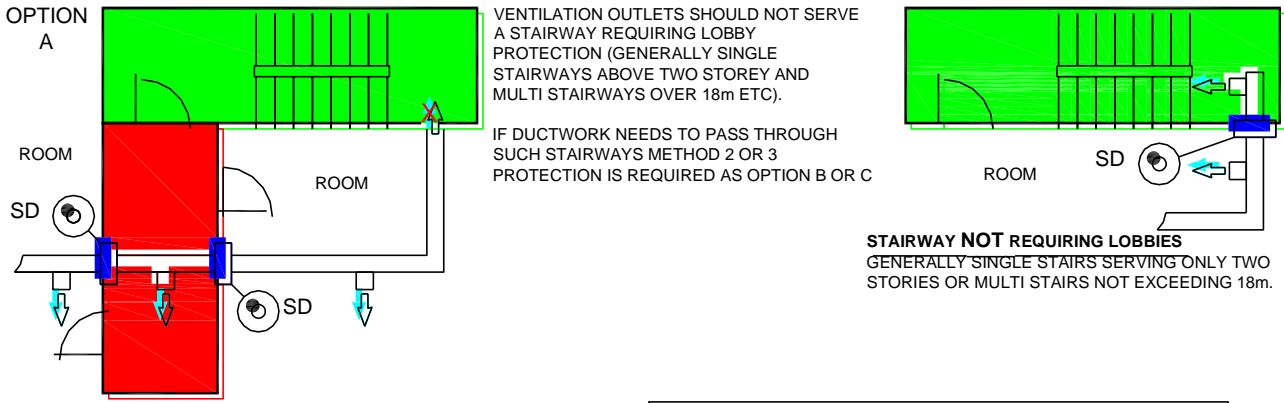 OPTION
A
VENTILATION OUTLETS SHOULD NOT SERVE
A STAIRWAY REQUIRING LOBBY
PROTECTION (GENERALLY SINGLE
STAIRWAYS ABOVE TWO STOREY AND
MULTI STAIRWAYS OVER 18m ETC).
IF DUCTWORK NEEDS TO PASS THROUGH
SUCH STAIRWAYS METHOD 2 OR 3
PROTECTION IS REQUIRED AS OPTION B OR C
X
ROOM
ROOM
SD
SD
ROOM
SD
STAIRWAY NOT REQUIRING LOBBIES
GENERALLY SINGLE STAIRS SERVING ONLY TWO
STORIES OR MULTI STAIRS NOT EXCEEDING 18m.